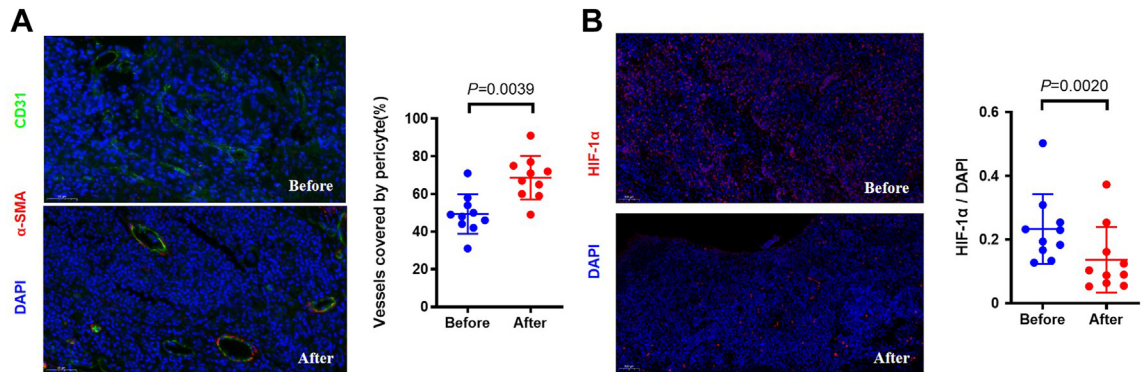 A
CD31
α-SMA
DAPI
Before
After
Vessels covered by pericyte(%)
P=0.0039
100
80
60
40
20
0
Before
After
B
HIF-1α
DAPI
Before
After
HIF-1α / DAPI
P=0.0020
0.6
0.4
0.2
0
Before
After